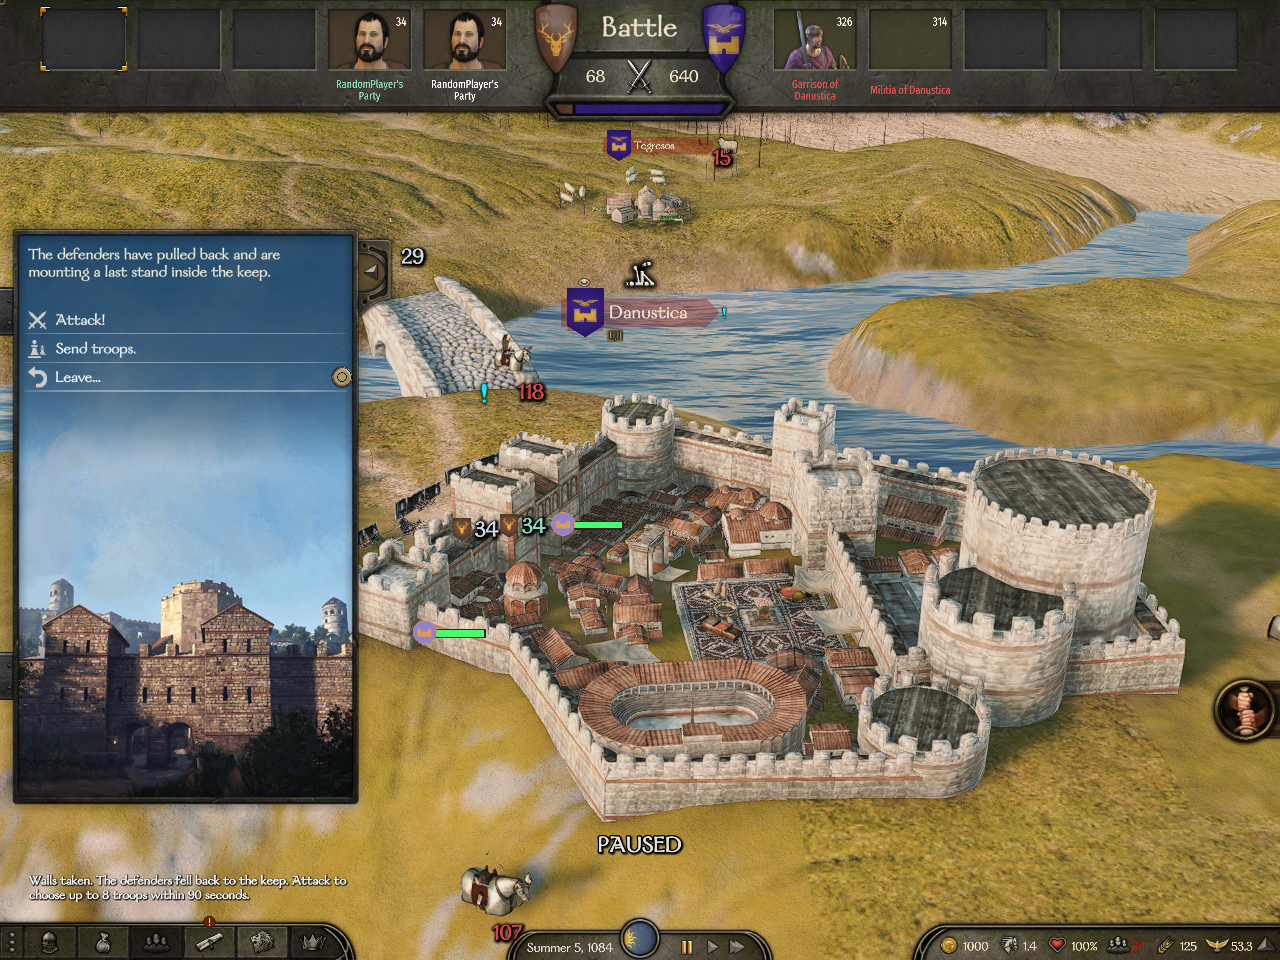 34
34
Battle
326
314
68
640
RandomPlayer's
Party
RandomPlayer's
Party
Garrison of
Danustica
Militia of Danustica
Tegresos
15
The defenders have pulled back and are
mounting a last stand inside the keep.
29
Attack!
Send troops.
Leave...
Danustica
!
!
118
34
34
PAUSED
Walls taken. The defenders fell back to the keep. Attack to
choose up to 8 troops within 90 seconds.
107
Summer 5, 1084
1000
1.4
100%
34
125
53.3